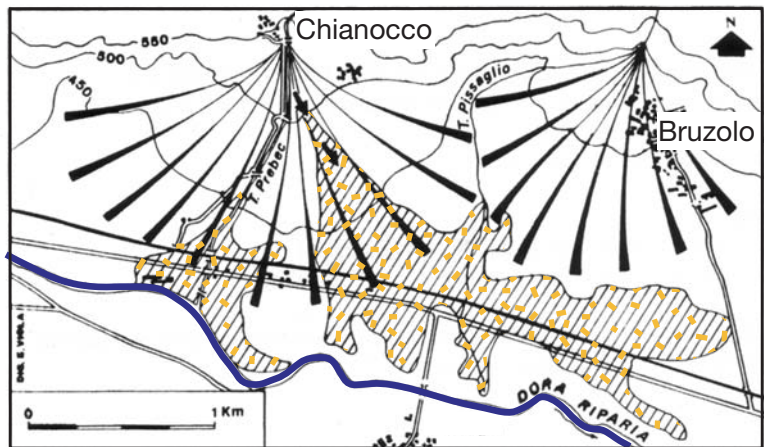 Chianocco
N
550
500
450
T. Pissaglio
Bruzolo
T. Prebec
DORA RIPARIA
0 1 Km